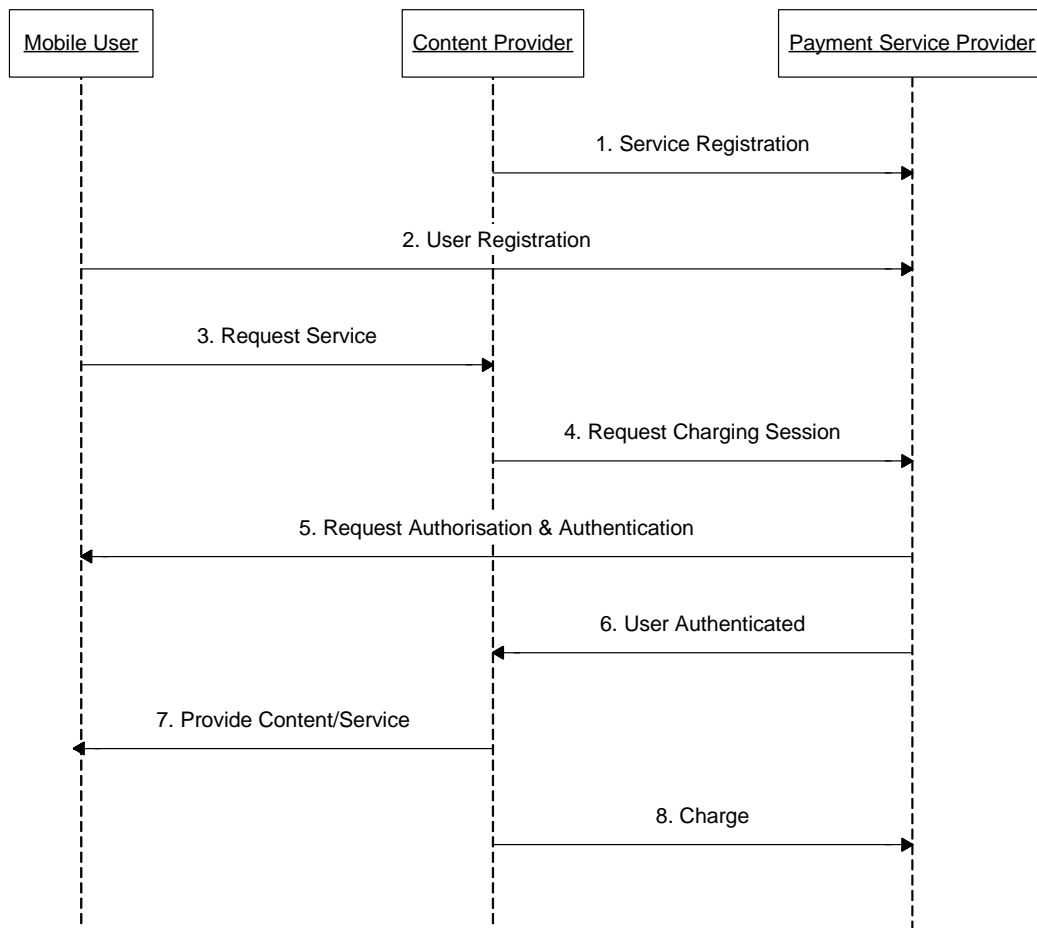 Mobile User
Content Provider
Payment Service Provider
1. Service Registration
2. User Registration
3. Request Service
4. Request Charging Session
5. Request Authorisation & Authentication
6. User Authenticated
7. Provide Content/Service
8. Charge